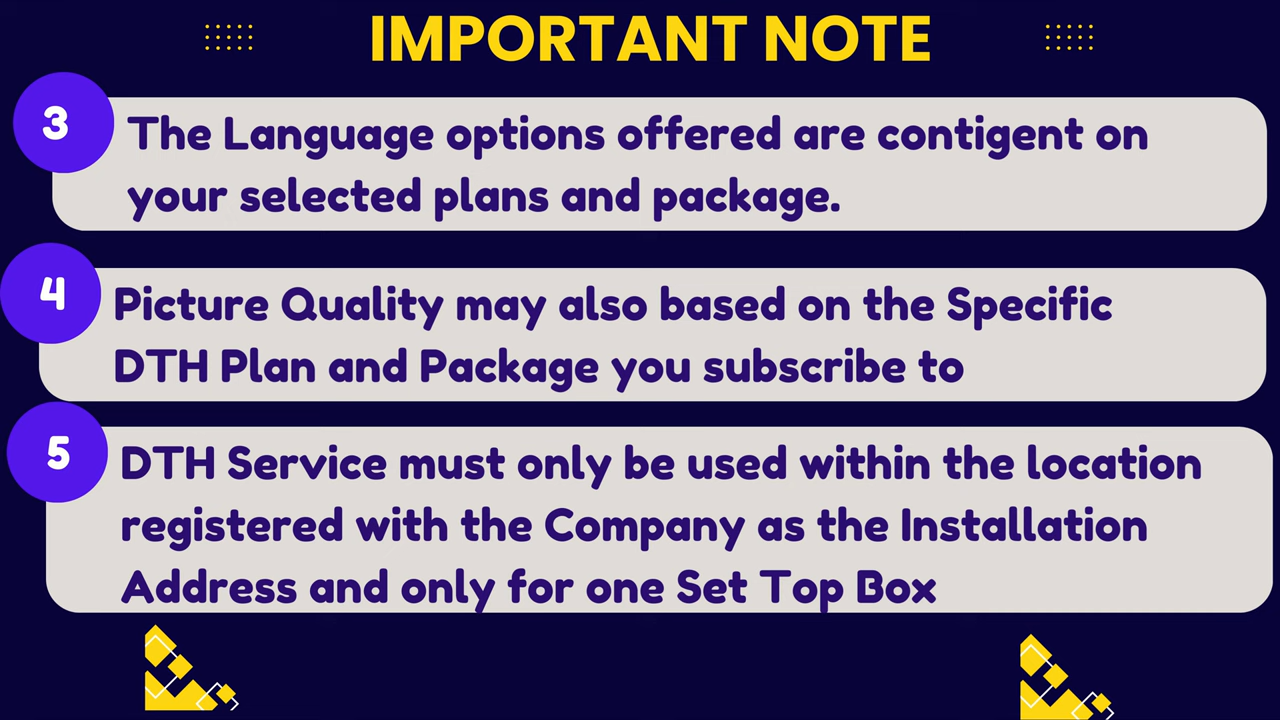 IMPORTANT NOTE
3
The Language options offered are contigent on
your selected plans and package.
4
Picture Quality may also based on the Specific
DTH Plan and Package you subscribe to
5
DTH Service must only be used within the location
registered with the Company as the Installation
Address and only for one Set Top Box